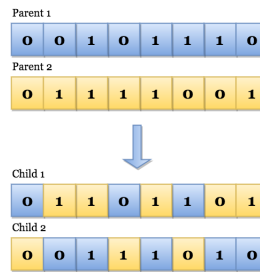 Parent 1
0 0 1 0 1 1 1 0
Parent 2
0 1 1 1 1 0 0 1
Child 1
0 1 1 0 1 1 0 1
Child 2
0 0 1 1 1 0 1 0